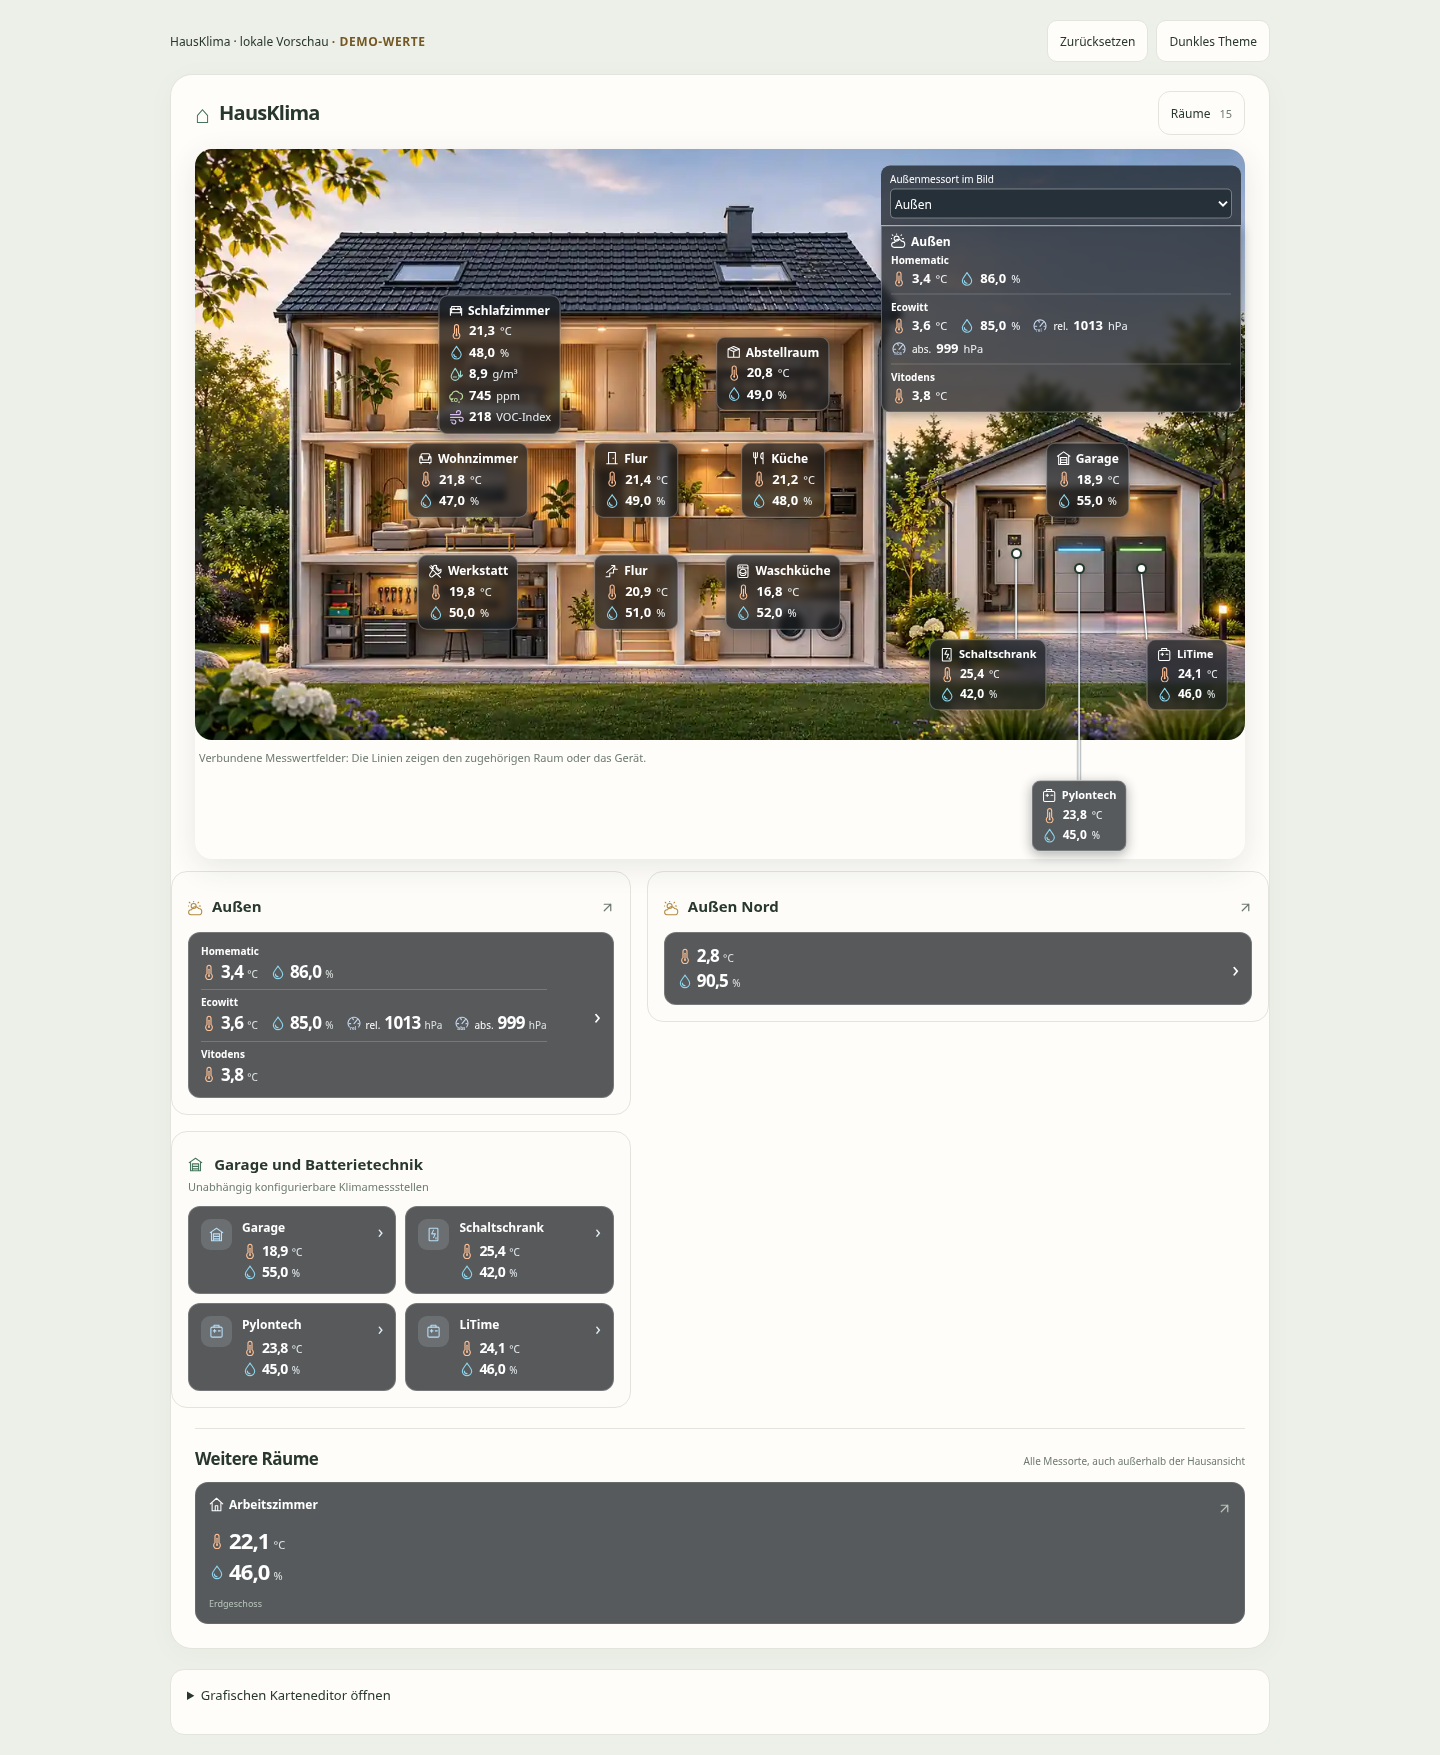 HausKlima · lokale Vorschau · DEMO-WERTE
Zurücksetzen
Dunkles Theme
HausKlima
Räume 15
Außenmessort im Bild
Außen
Außen
Homematic
3,4 °C 86,0 %
Ecowitt
3,6 °C 85,0 % rel. 1013 hPa
abs. 999 hPa
Vitodens
3,8 °C
Schlafzimmer
21,3 °C
48,0 %
8,9 g/m³
745 ppm
218 VOC-Index
Abstellraum
20,8 °C
49,0 %
Wohnzimmer
21,8 °C
47,0 %
Flur
21,4 °C
49,0 %
Küche
21,2 °C
48,0 %
Garage
18,9 °C
55,0 %
Werkstatt
19,8 °C
50,0 %
Flur
20,9 °C
51,0 %
Waschküche
16,8 °C
52,0 %
Schaltschrank
25,4 °C
42,0 %
LiTime
24,1 °C
46,0 %
Verbundene Messwertfelder: Die Linien zeigen den zugehörigen Raum oder das Gerät.
Pylontech
23,8 °C
45,0 %
Außen
Homematic
3,4 °C 86,0 %
Ecowitt
3,6 °C 85,0 % rel. 1013 hPa abs. 999 hPa
Vitodens
3,8 °C
Außen Nord
2,8 °C
90,5 %
Garage und Batterietechnik
Unabhängig konfigurierbare Klimamessstellen
Garage
18,9 °C
55,0 %
Schaltschrank
25,4 °C
42,0 %
Pylontech
23,8 °C
45,0 %
LiTime
24,1 °C
46,0 %
Weitere Räume
Alle Messorte, auch außerhalb der Hausansicht
Arbeitszimmer
22,1 °C
46,0 %
Erdgeschoss
Grafischen Karteneditor öffnen